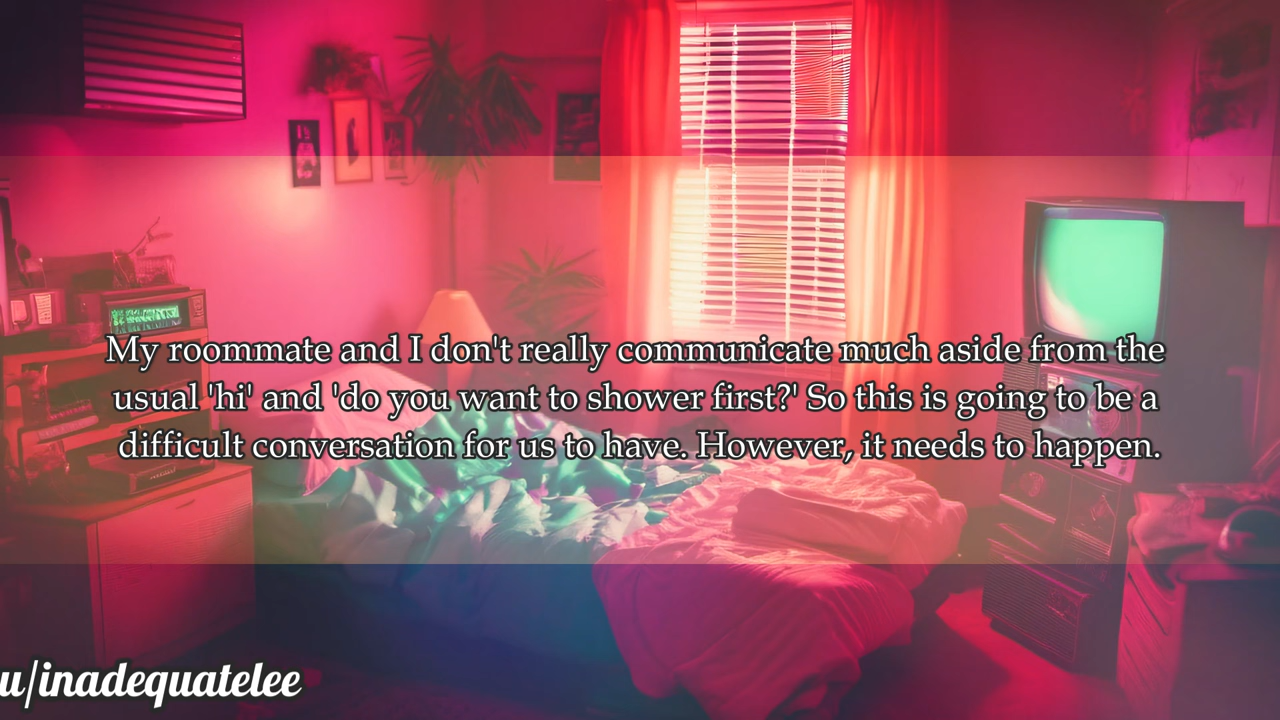 My roommate and I don't really communicate much aside from the
usual 'hi' and 'do you want to shower first?' So this is going to be a
difficult conversation for us to have. However, it needs to happen.
u/inadequatelee